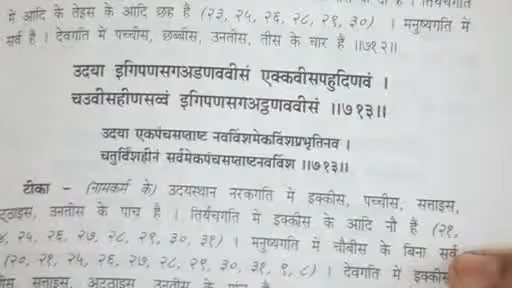 में आदि के तेइस के आदि छह हैं (२३, २५, २६, २८, २९, ३०) । मनुष्यगति में
सर्व हैं । देवगति में पच्चीस, छब्बीस, उनतीस, तीस के चार हैं ॥७१२॥
उदया इगिपणसगअडणववीसं एक्कवीसपहुदिणवं ।
चउवीसहीणसव्वं इगिपणसगअट्ठणववीसं ॥७१३॥
उदया एकपंचसप्ताष्ट नवविंशमेकविंशप्रभृतिनव ।
चतुर्विंशहीनं सर्वमेकपंचसप्ताष्टनवविंश ॥७१३॥
टीका – (नामकर्म के) उदयस्थान नरकगति में इक्कीस, पच्चीस, सत्ताइस,
उनतीस के पाच हैं । तिर्यंचगति में इक्कीस के आदि नौ हैं (२१,
२५, २६, २७, २८, २९, ३०, ३१) । मनुष्यगति में चौबीस के बिना सर्व
(२०, २१, २५, २६, २७, २८, २९, ३०, ३१, ९, ८) । देवगति में इक्कीस
सत्ताइस, अट्ठाइस उनतीस के पांच हैं